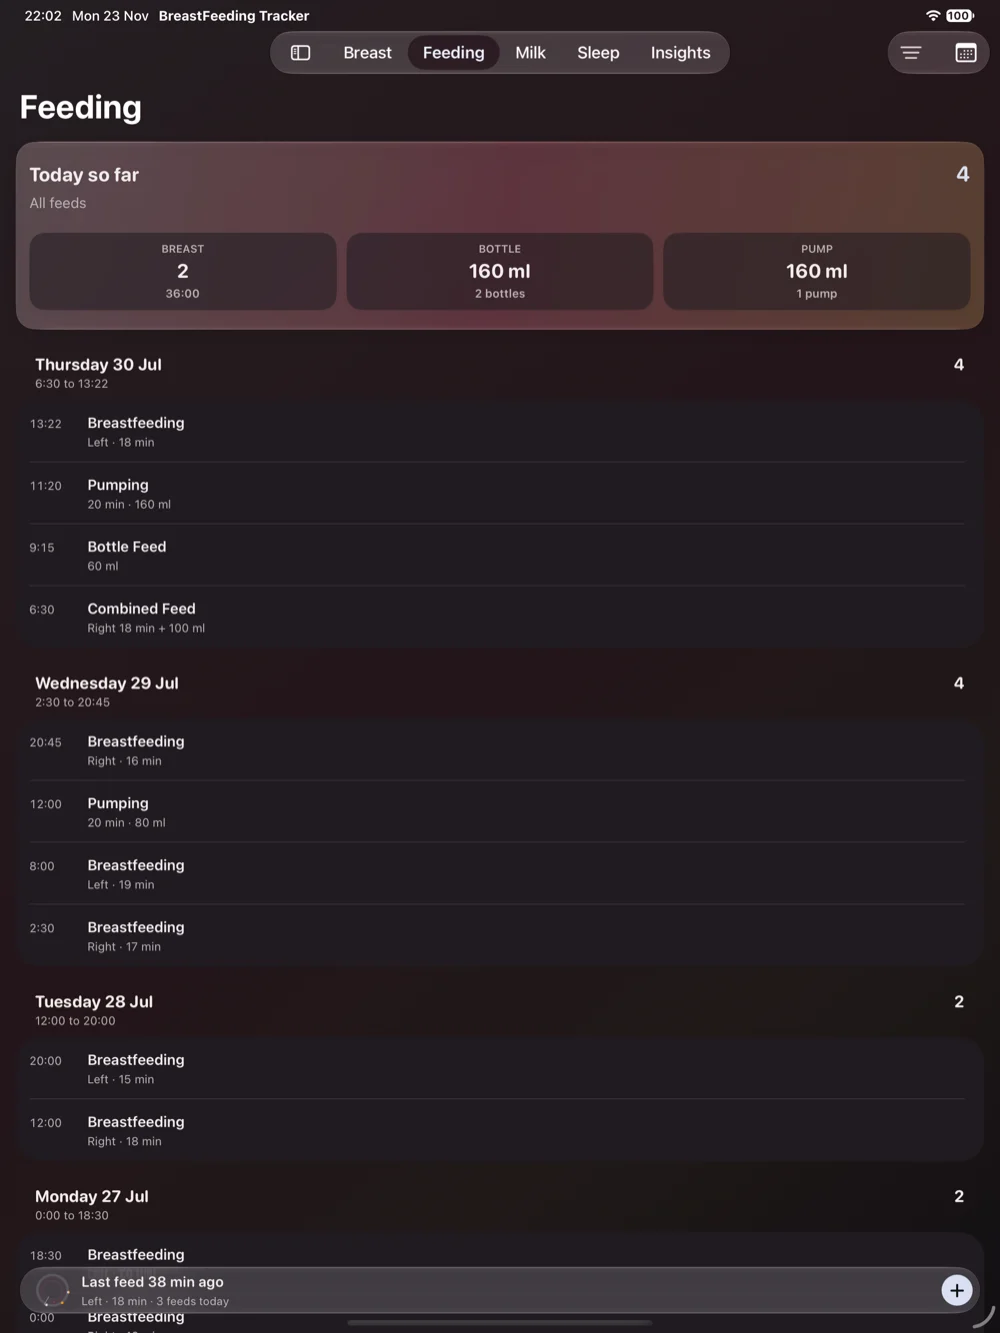 22:02 Mon 23 Nov BreastFeeding Tracker
100
Breast Feeding Milk Sleep Insights
Feeding
Today so far 4
All feeds
BREAST
2
36:00
BOTTLE
160 ml
2 bottles
PUMP
160 ml
1 pump
Thursday 30 Jul 4
6:30 to 13:22
13:22 Breastfeeding
Left · 18 min
11:20 Pumping
20 min · 160 ml
9:15 Bottle Feed
60 ml
6:30 Combined Feed
Right 18 min + 100 ml
Wednesday 29 Jul 4
2:30 to 20:45
20:45 Breastfeeding
Right · 16 min
12:00 Pumping
20 min · 80 ml
8:00 Breastfeeding
Left · 19 min
2:30 Breastfeeding
Right · 17 min
Tuesday 28 Jul 2
12:00 to 20:00
20:00 Breastfeeding
Left · 15 min
12:00 Breastfeeding
Right · 18 min
Monday 27 Jul 2
0:00 to 18:30
18:30 Breastfeeding
Last feed 38 min ago
Left · 18 min · 3 feeds today
0:00 Breastfeeding